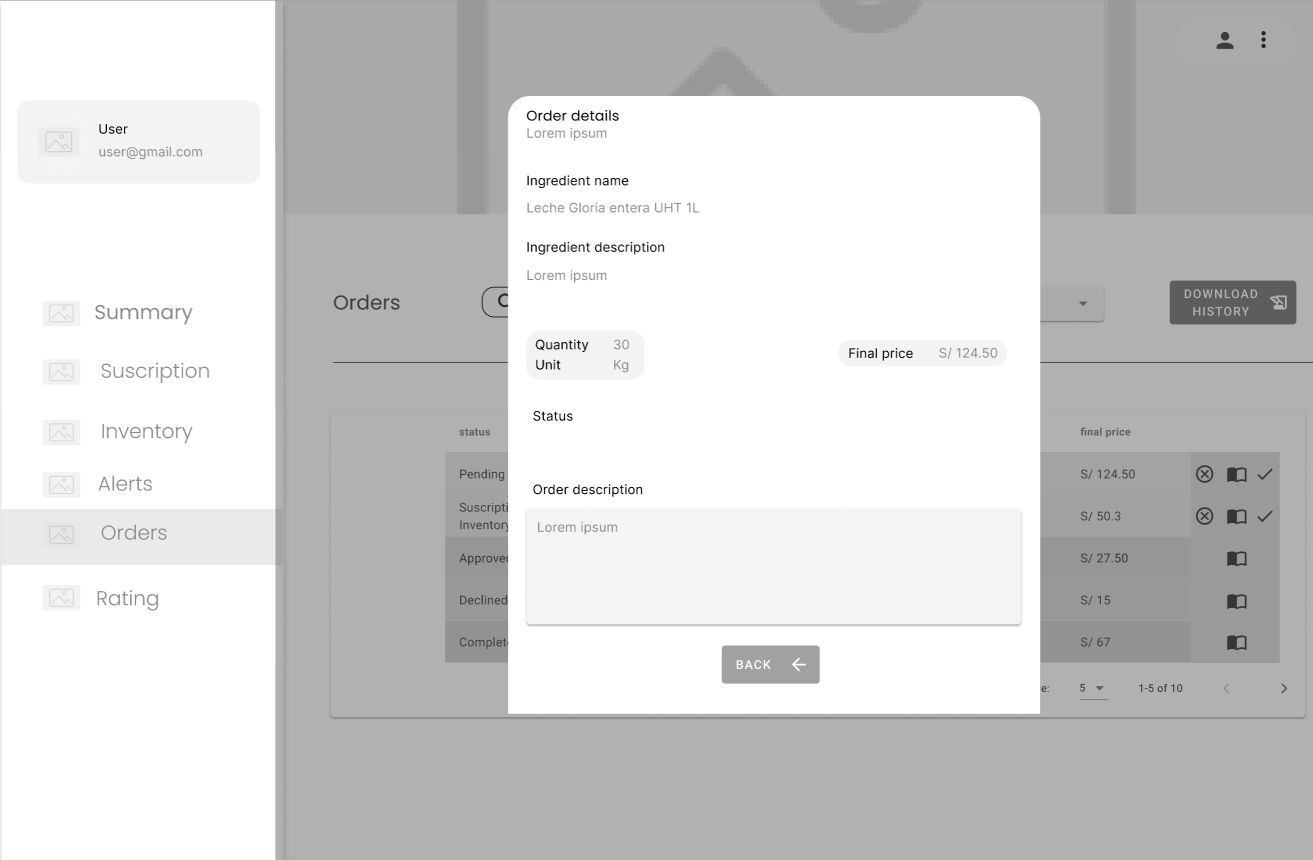 User
user@gmail.com
Summary
Suscription
Inventory
Alerts
Orders
Rating
Orders
DOWNLOAD
HISTORY
Order details
Lorem ipsum
Ingredient name
Leche Gloria entera UHT 1L
Ingredient description
Lorem ipsum
Quantity 30
Unit Kg
Final price S/ 124.50
Status
Order description
Lorem ipsum
BACK
status final price
Pending S/ 124.50
S/ 50.3
Inventory
S/ 27.50
Declined S/ 15
S/ 67
5 1-5 of 10